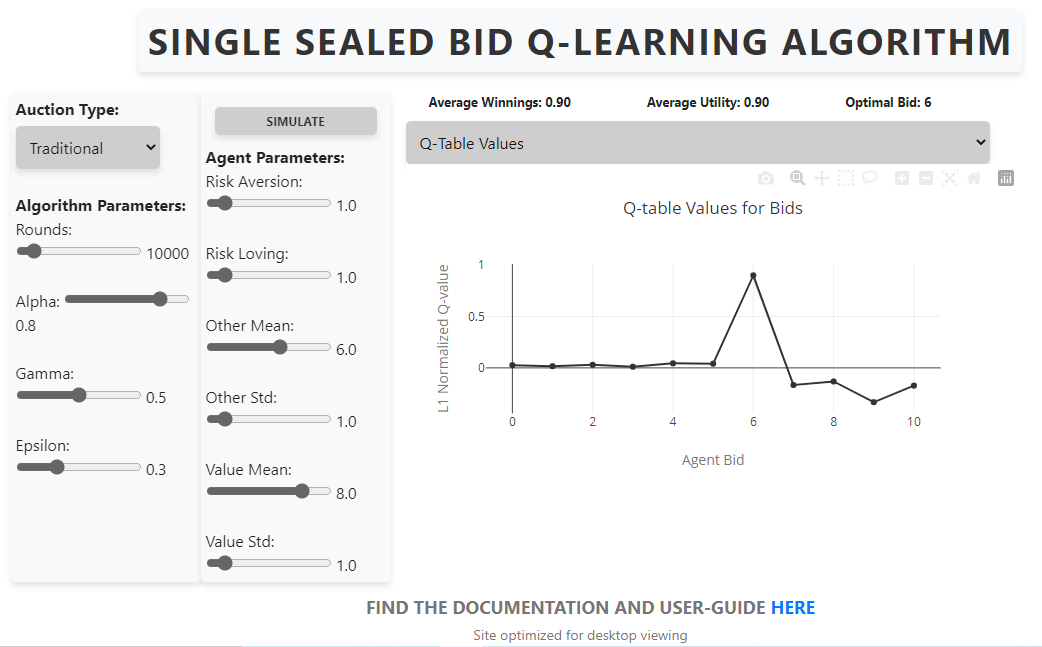 SINGLE SEALED BID Q-LEARNING ALGORITHM
Auction Type:
Traditional
Algorithm Parameters:
Rounds:
10000
Alpha:
0.8
Gamma:
0.5
Epsilon:
0.3
SIMULATE
Agent Parameters:
Risk Aversion:
1.0
Risk Loving:
1.0
Other Mean:
6.0
Other Std:
1.0
Value Mean:
8.0
Value Std:
1.0
Average Winnings: 0.90 Average Utility: 0.90 Optimal Bid: 6
Q-Table Values
Q-table Values for Bids
L1 Normalized Q-value
1
0.5
0
0 2 4 6 8 10
Agent Bid
FIND THE DOCUMENTATION AND USER-GUIDE HERE
Site optimized for desktop viewing